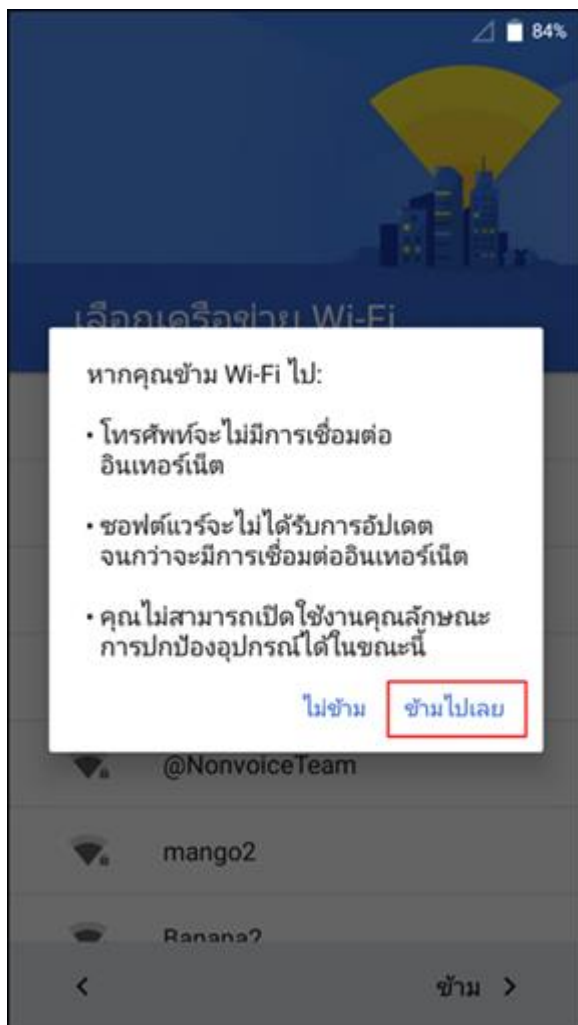 84%
เลือกเครือข่าย Wi-Fi
หากคุณข้าม Wi-Fi ไป:
• โทรศัพท์จะไม่มีการเชื่อมต่อ
อินเทอร์เน็ต
• ซอฟต์แวร์จะไม่ได้รับการอัปเดต
จนกว่าจะมีการเชื่อมต่ออินเทอร์เน็ต
• คุณไม่สามารถเปิดใช้งานคุณลักษณะ
การปกป้องอุปกรณ์ได้ในขณะนี้
ไม่ข้าม ข้ามไปเลย
@NonvoiceTeam
mango2
Banana2
ข้าม